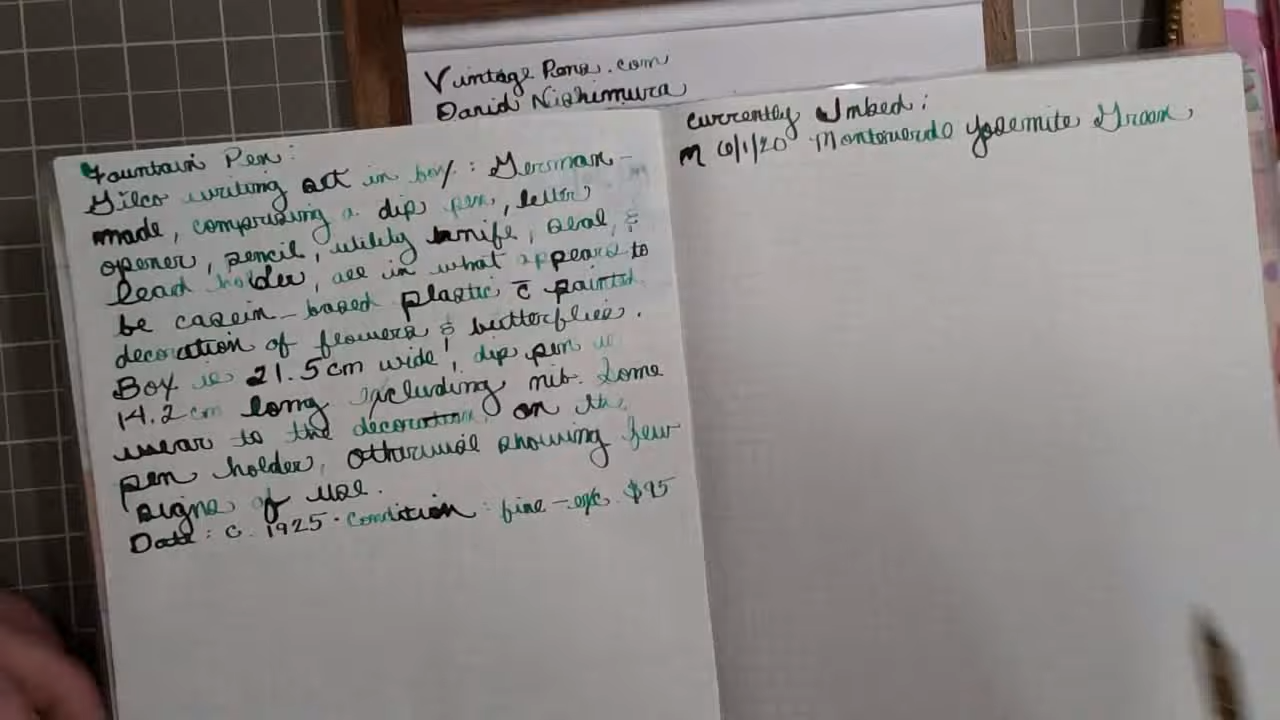 Vintage Pens.com
David Nishimura
Fountain Pen:
Gilco writing set in box: German-
made, comprising a dip pen, letter
opener, pencil, utility knife, seal, &
lead holder, all in what appears to
be casein-based plastic c̄ painted
decoration of flowers & butterflies.
Box is 21.5cm wide, dip pen is
14.2cm long including nib. Some
wear to the decoration on the
pen holder, otherwise showing few
signs of use.
Date: c. 1925. Condition: fine-exc. $95
Currently Inked:
M 6/1/20 Monteverde Yosemite Green,